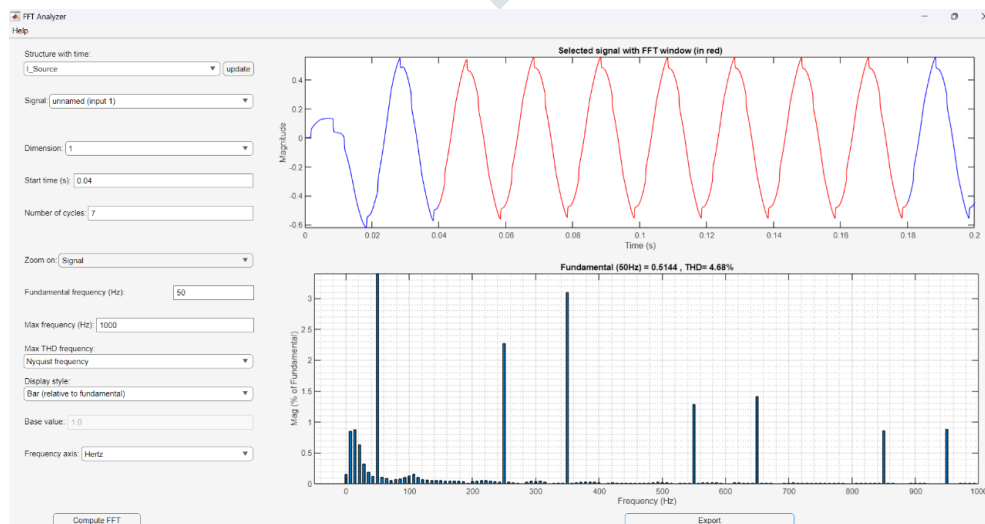 FFT Analyzer
Help
Structure with time:
I_Source
update
Signal: unnamed (input 1)
Dimension: 1
Start time (s): 0.04
Number of cycles: 7
Zoom on: Signal
Fundamental frequency (Hz): 50
Max frequency (Hz): 1000
Max THD frequency:
Nyquist frequency
Display style:
Bar (relative to fundamental)
Base value: 1.0
Frequency axis: Hertz
Compute FFT
Selected signal with FFT window (in red)
Magnitude
0.4
0.2
0
-0.2
-0.4
-0.6
0 0.02 0.04 0.06 0.08 0.1 0.12 0.14 0.16 0.18 0.2
Time (s)
Fundamental (50Hz) = 0.5144 , THD= 4.68%
Mag (% of Fundamental)
3
2.5
2
1.5
1
0.5
0
0 100 200 300 400 500 600 700 800 900 1000
Frequency (Hz)
Export